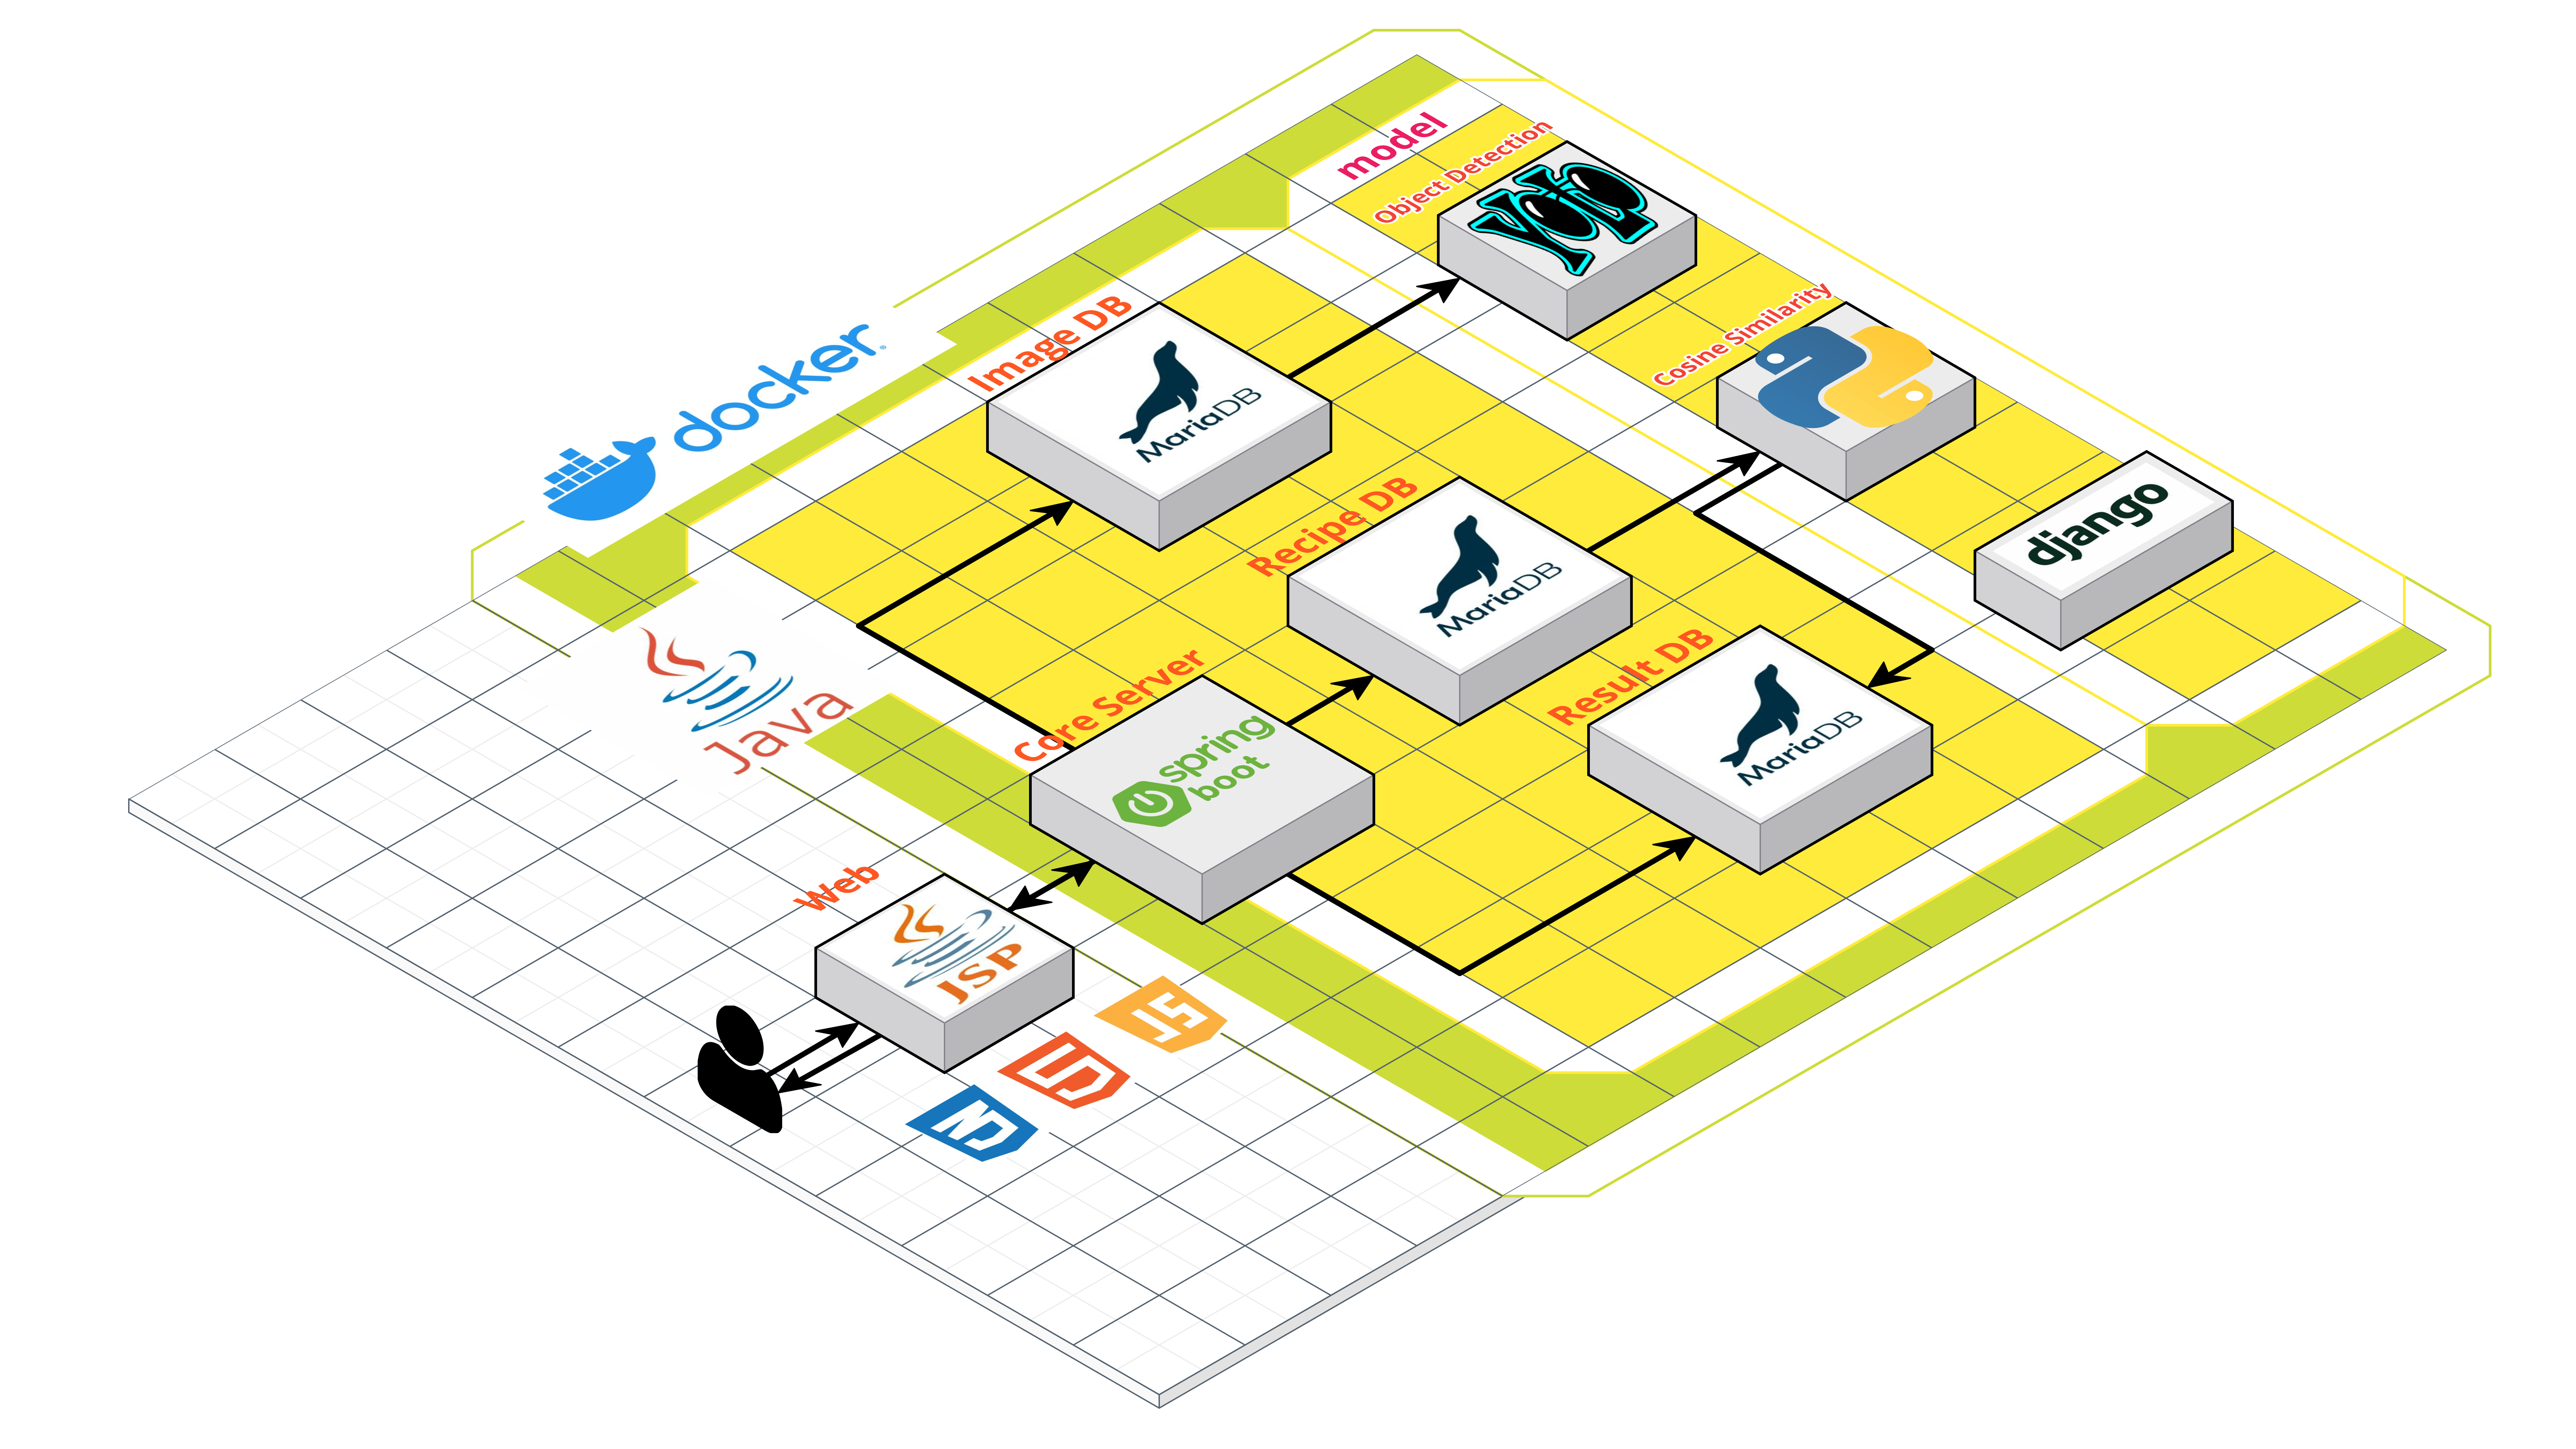 model
Object Detection
YOLO
Cosine Similarity
django
docker
Image DB
MariaDB
Recipe DB
MariaDB
Result DB
MariaDB
Java
Core Server
spring
boot
Web
JSP